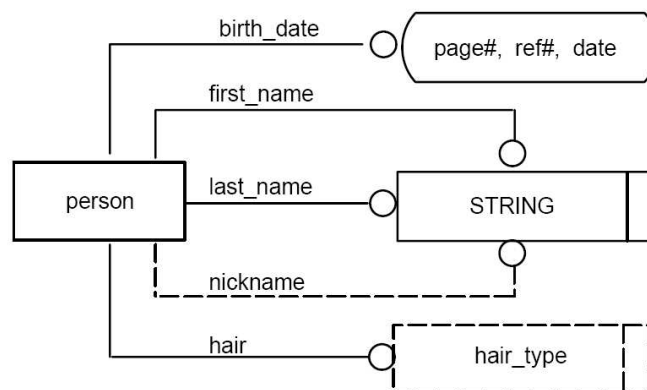 birth_date
page#, ref#, date
first_name
person
last_name
STRING
nickname
hair
hair_type